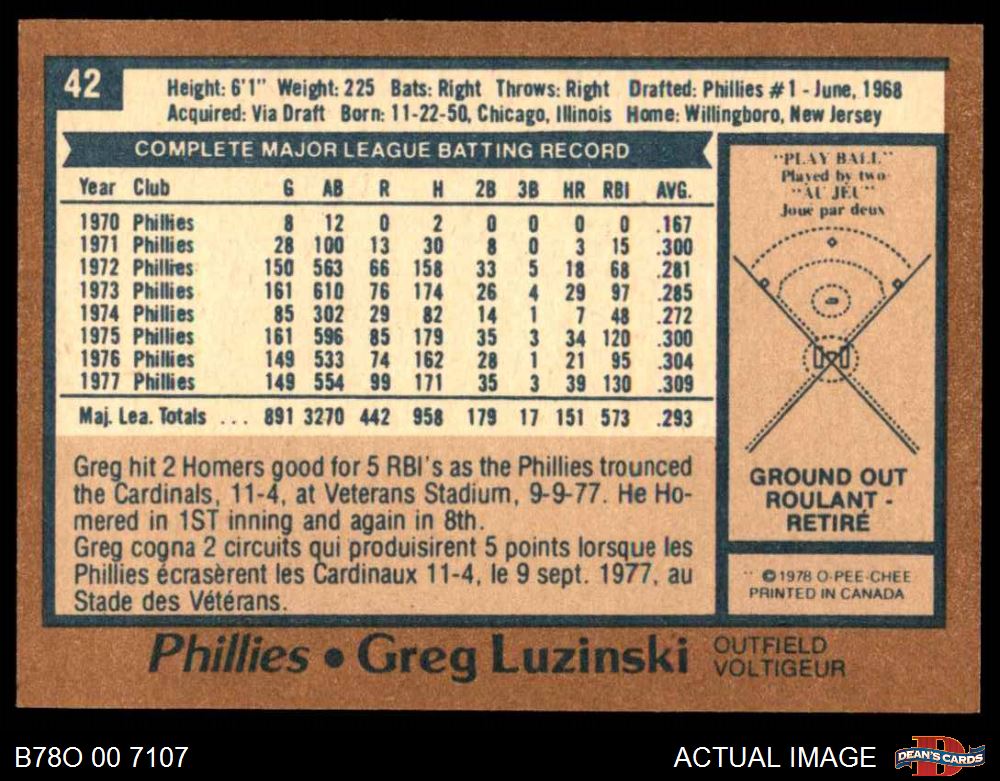 42
Height: 6'1" Weight: 225 Bats: Right Throws: Right Drafted: Phillies #1 - June, 1968
Acquired: Via Draft Born: 11-22-50, Chicago, Illinois Home: Willingboro, New Jersey
COMPLETE MAJOR LEAGUE BATTING RECORD
Year Club G AB R H 2B 3B HR RBI AVG.
1970 Phillies 8 12 0 2 0 0 0 0 .167
1971 Phillies 28 100 13 30 8 0 3 15 .300
1972 Phillies 150 563 66 158 33 5 18 68 .281
1973 Phillies 161 610 76 174 26 4 29 97 .285
1974 Phillies 85 302 29 82 14 1 7 48 .272
1975 Phillies 161 596 85 179 35 3 34 120 .300
1976 Phillies 149 533 74 162 28 1 21 95 .304
1977 Phillies 149 554 99 171 35 3 39 130 .309
Maj. Lea. Totals ... 891 3270 442 958 179 17 151 573 .293
Greg hit 2 Homers good for 5 RBI's as the Phillies trounced
the Cardinals, 11-4, at Veterans Stadium, 9-9-77. He Ho-
mered in 1ST inning and again in 8th.
Greg cogna 2 circuits qui produisirent 5 points lorsque les
Phillies écrasèrent les Cardinaux 11-4, le 9 sept. 1977, au
Stade des Vétérans.
"PLAY BALL"
Played by two
"AU JEU"
Joué par deux
GROUND OUT
ROULANT -
RETIRÉ
©1978 O-PEE-CHEE
PRINTED IN CANADA
Phillies • Greg Luzinski
OUTFIELD
VOLTIGEUR
B78O 00 7107
ACTUAL IMAGE
DEAN'S CARDS